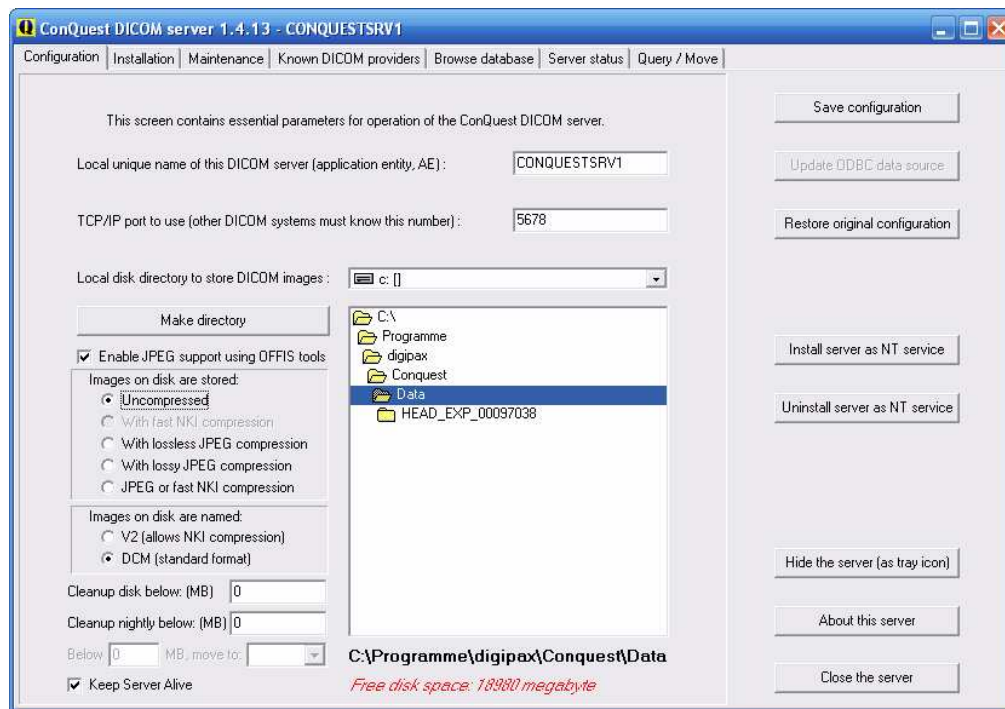 ConQuest DICOM server 1.4.13 - CONQUESTSRV1
Configuration Installation Maintenance Known DICOM providers Browse database Server status Query / Move
This screen contains essential parameters for operation of the ConQuest DICOM server.
Local unique name of this DICOM server (application entity, AE) : CONQUESTSRV1
TCP/IP port to use (other DICOM systems must know this number) : 5678
Local disk directory to store DICOM images : c: []
Make directory
Enable JPEG support using OFFIS tools
Images on disk are stored:
Uncompressed
With fast NKI compression
With lossless JPEG compression
With lossy JPEG compression
JPEG or fast NKI compression
Images on disk are named:
V2 (allows NKI compression)
DCM (standard format)
Cleanup disk below: (MB) 0
Cleanup nightly below: (MB) 0
Below 0 MB, move to:
Keep Server Alive
C:\
Programme
digipax
Conquest
Data
HEAD_EXP_00097038
C:\Programme\digipax\Conquest\Data
Free disk space: 18980 megabyte
Save configuration
Update ODBC data source
Restore original configuration
Install server as NT service
Uninstall server as NT service
Hide the server (as tray icon)
About this server
Close the server